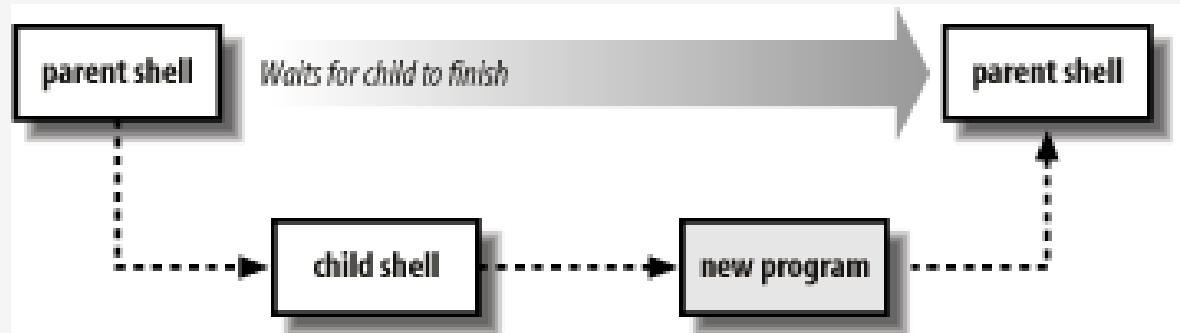 parent shell
Waits for child to finish
parent shell
child shell
new program